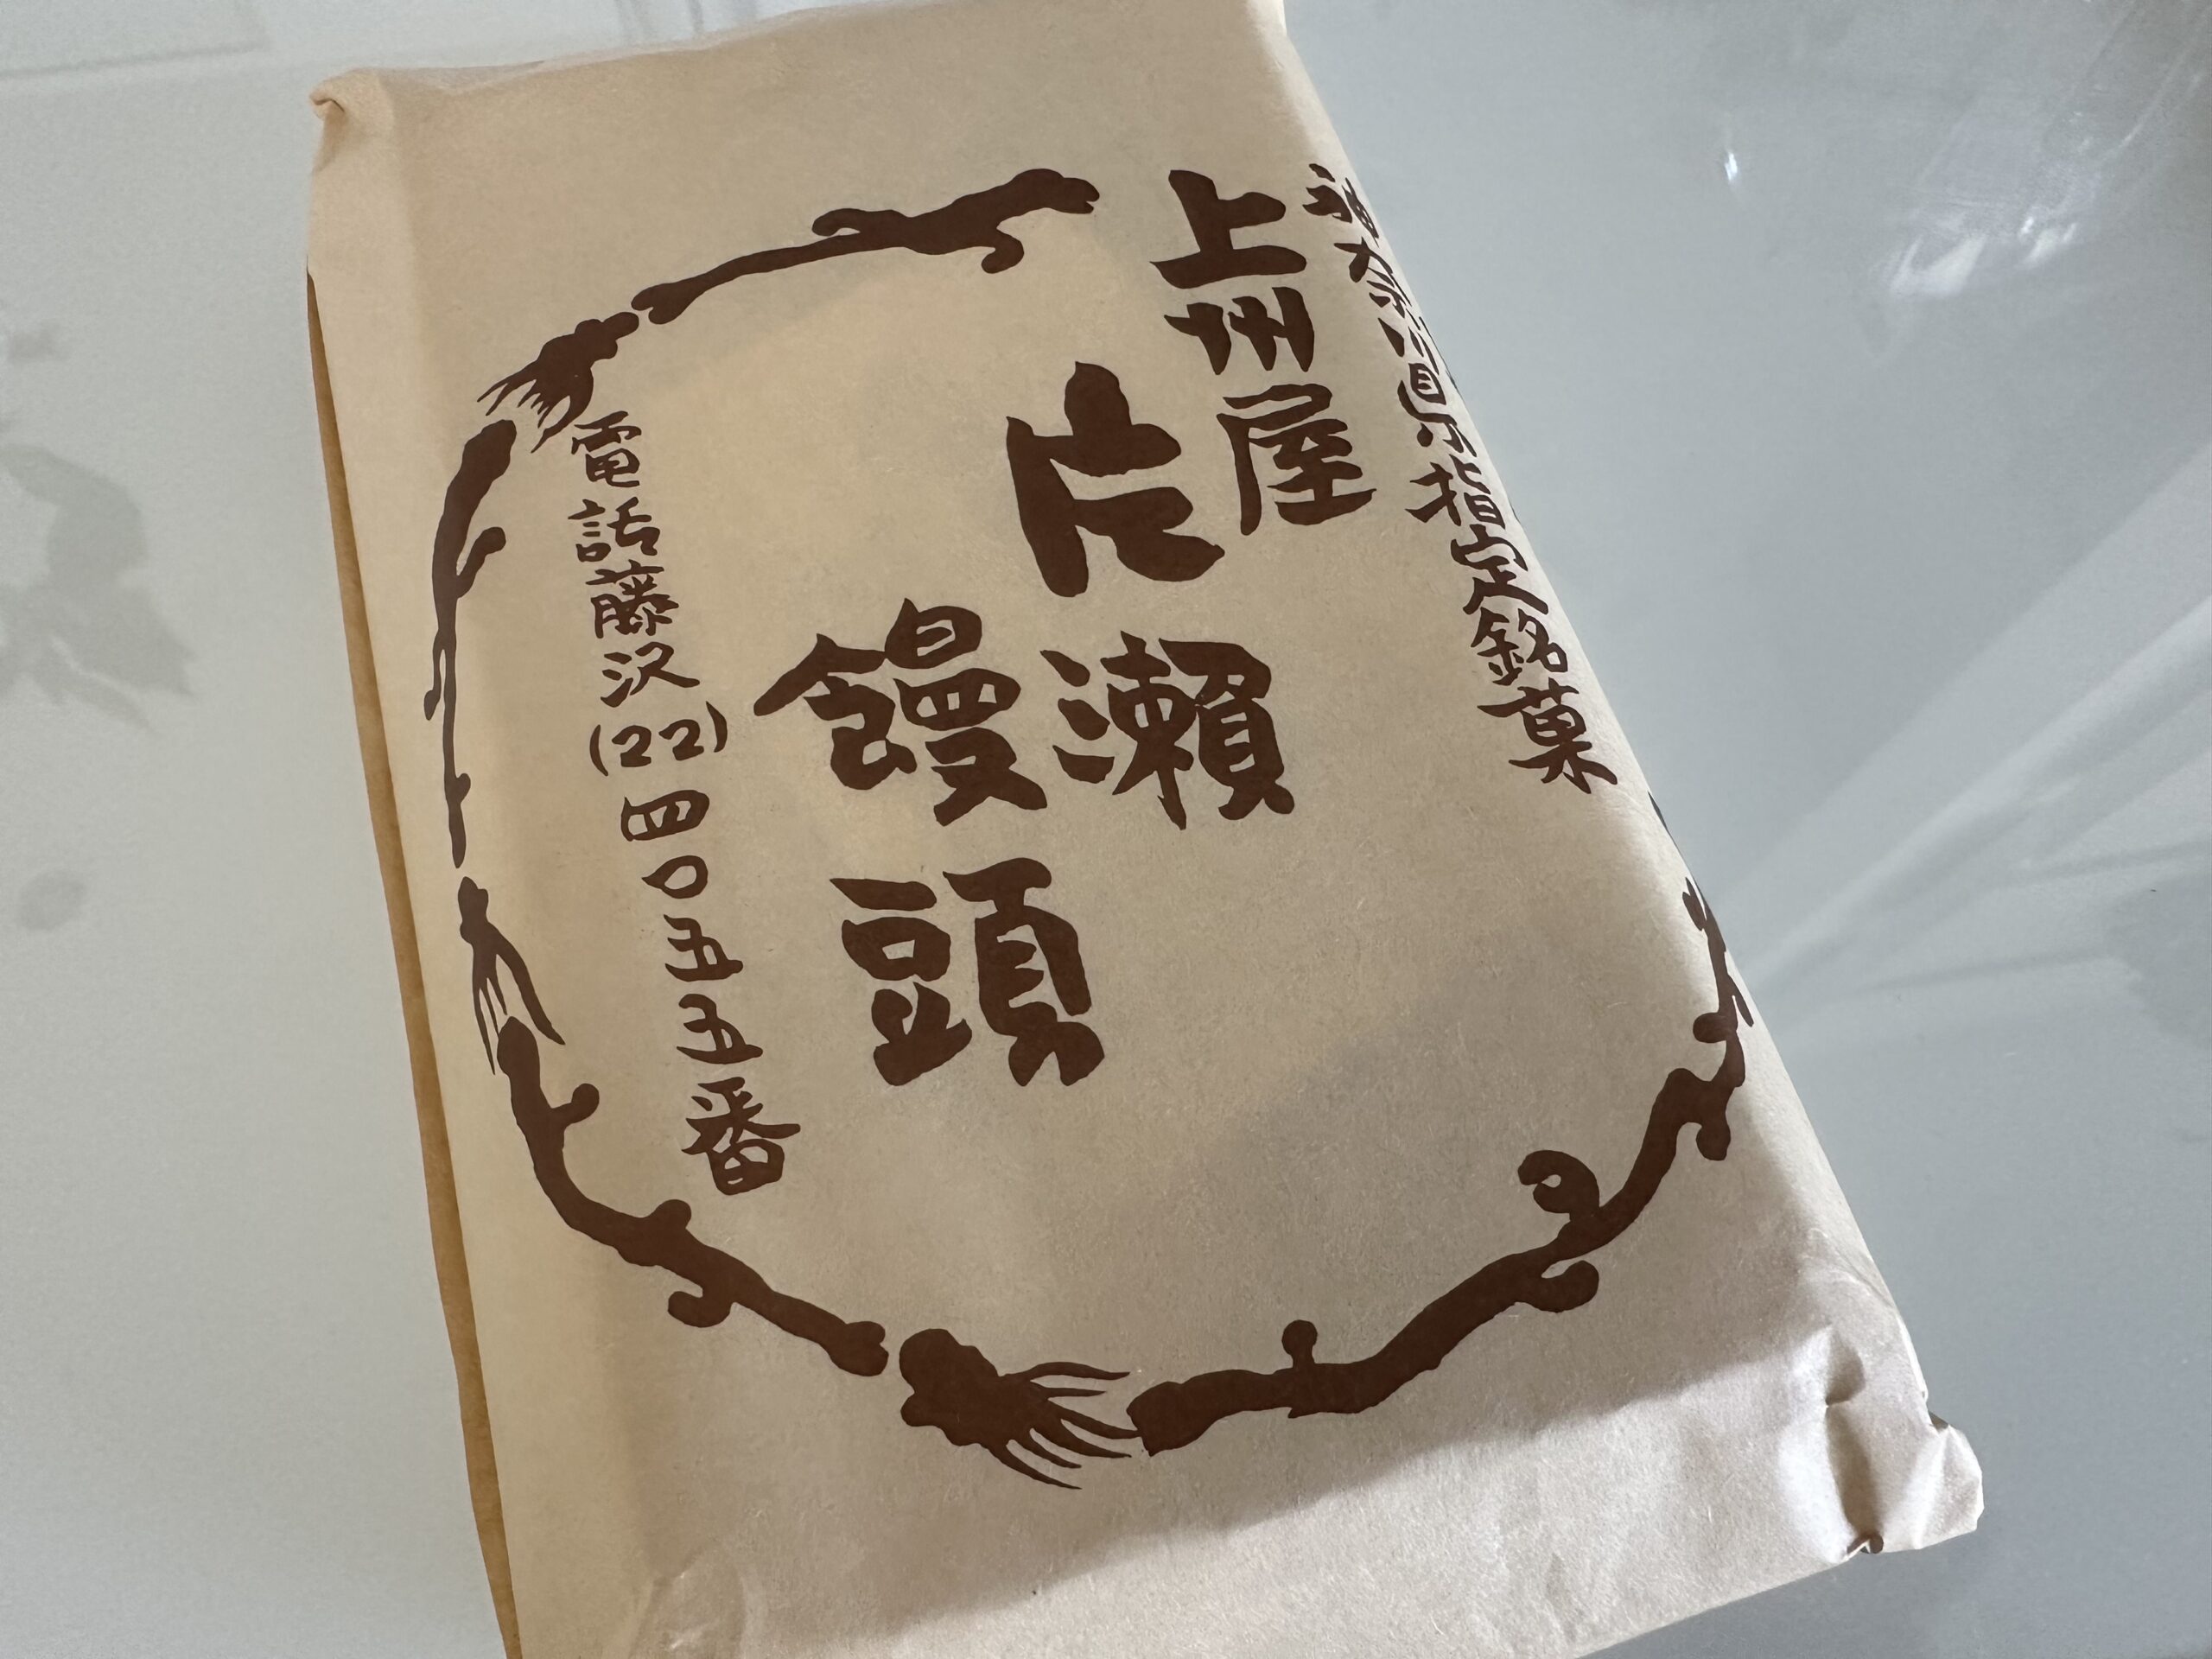 神奈川県指定銘菓
上州屋
片瀬
饅頭
電話藤沢(22)四〇五五番